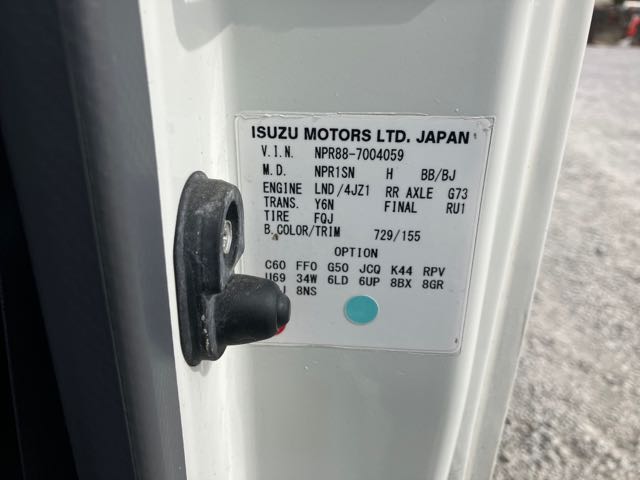 ISUZU MOTORS LTD. JAPAN
V.I.N. NPR88-7004059
M.D. NPR1SN H BB/BJ
ENGINE LND/4JZ1 RR AXLE G73
TRANS. Y6N FINAL RU1
TIRE FQJ
B.COLOR/TRIM 729/155
OPTION
C60 FF0 G50 JCQ K44 RPV
U69 34W 6LD 6UP 8BX 8GR
8NS